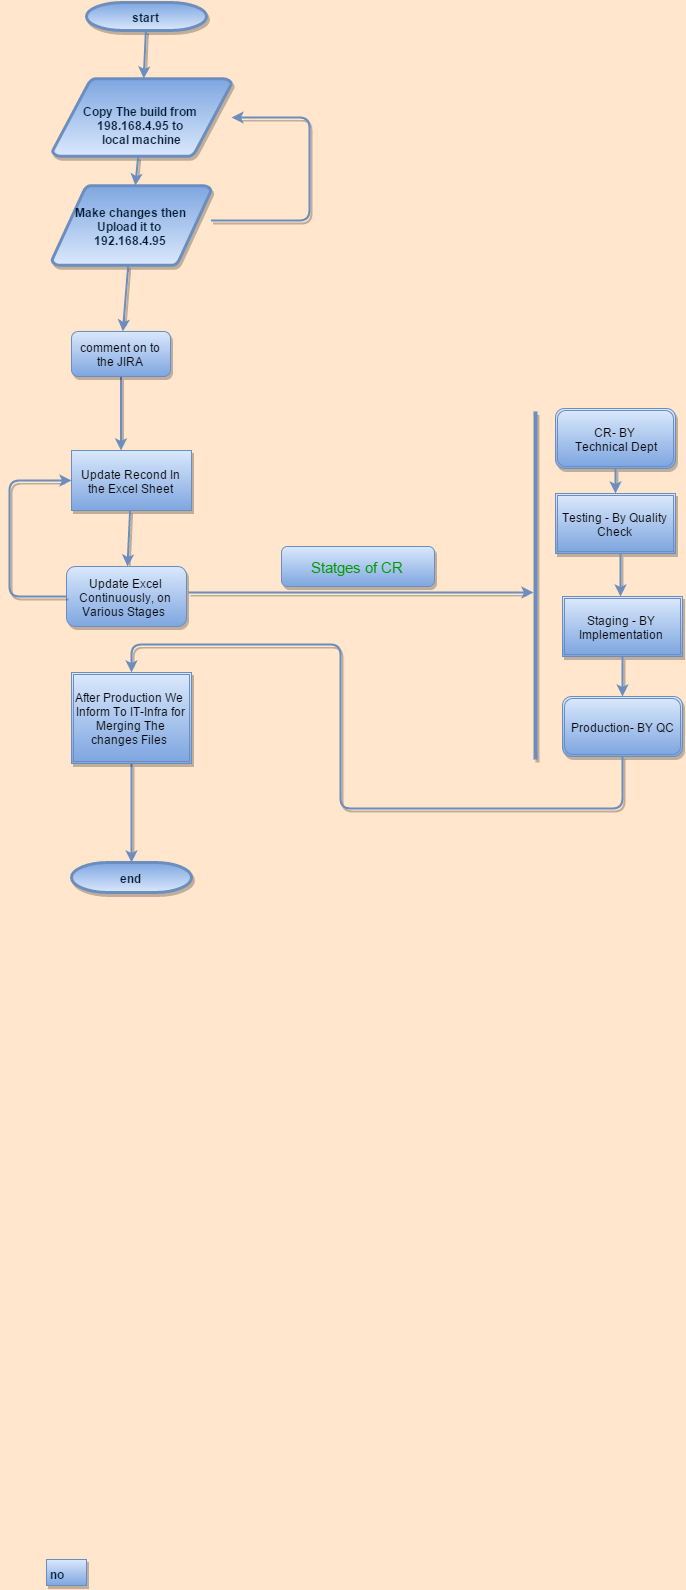 start
Copy The build from
198.168.4.95 to
local machine
Make changes then
Upload it to
192.168.4.95
comment on to
the JIRA
Update Recond In
the Excel Sheet
Update Excel
Continuously, on
Various Stages
Statges of CR
CR- BY
Technical Dept
Testing - By Quality
Check
Staging - BY
Implementation
Production- BY QC
After Production We
Inform To IT-Infra for
Merging The
changes Files
end
no